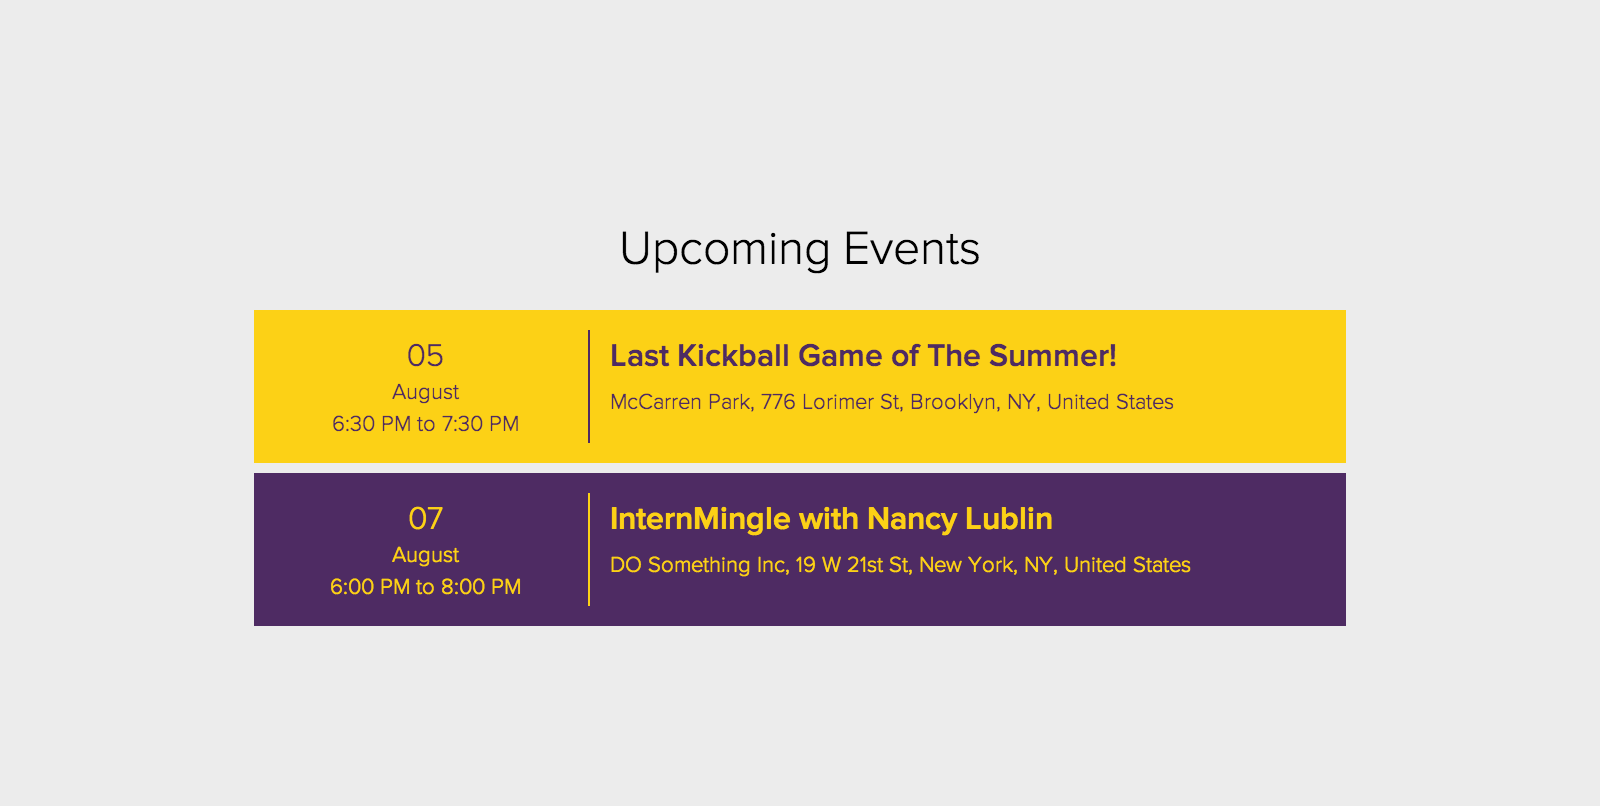 Upcoming Events
05
August
6:30 PM to 7:30 PM
Last Kickball Game of The Summer!
McCarren Park, 776 Lorimer St, Brooklyn, NY, United States
07
August
6:00 PM to 8:00 PM
InternMingle with Nancy Lublin
DO Something Inc, 19 W 21st St, New York, NY, United States